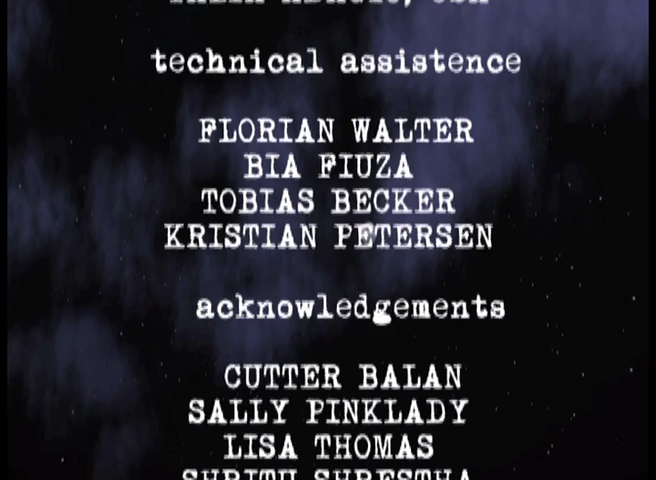 technical assistence
FLORIAN WALTER
BIA FIUZA
TOBIAS BECKER
KRISTIAN PETERSEN
acknowledgements
CUTTER BALAN
SALLY PINKLADY
LISA THOMAS